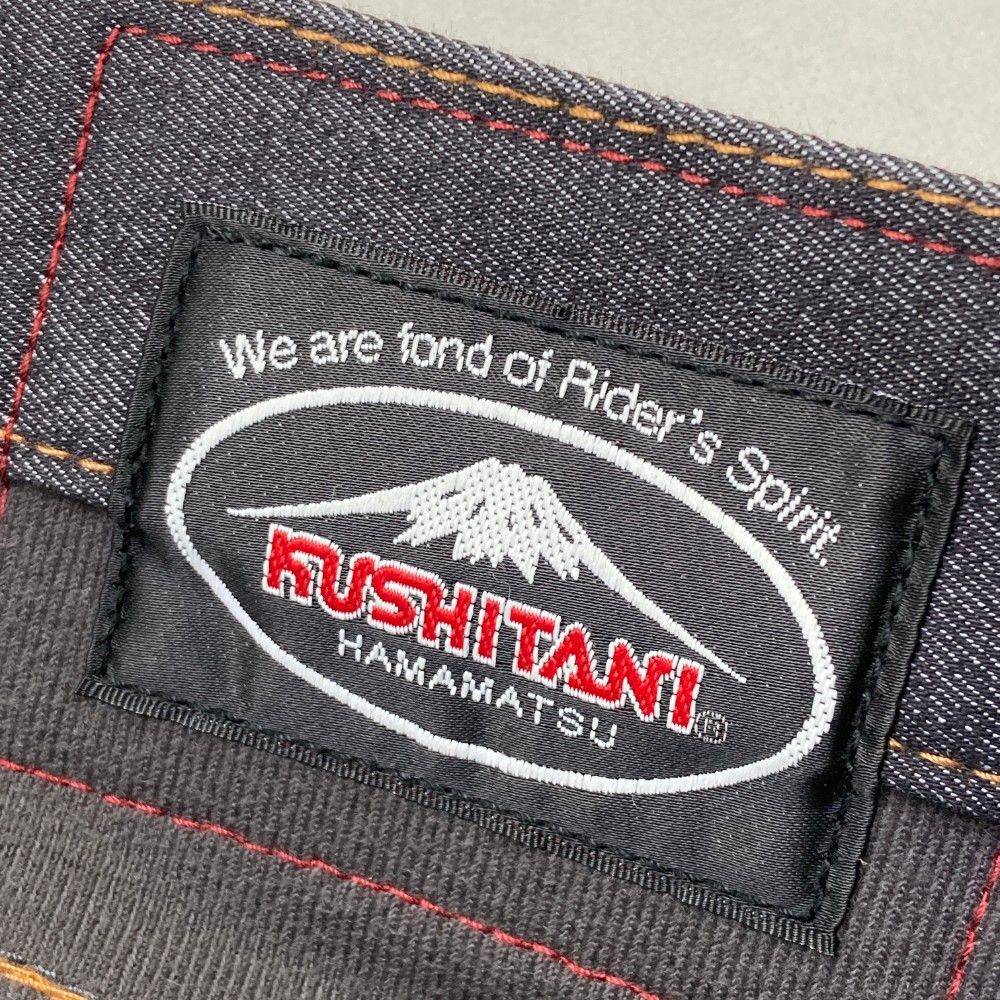 We are fond of Rider's Spirit.
KUSHITANI®
HAMAMATSU